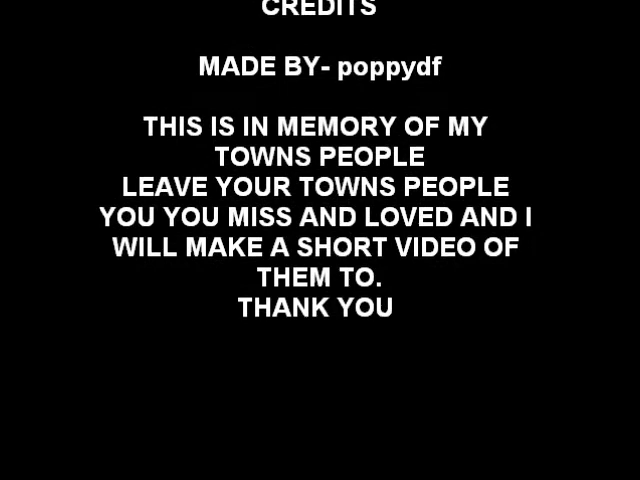 CREDITS
MADE BY- poppydf
THIS IS IN MEMORY OF MY
TOWNS PEOPLE
LEAVE YOUR TOWNS PEOPLE
YOU YOU MISS AND LOVED AND I
WILL MAKE A SHORT VIDEO OF
THEM TO.
THANK YOU